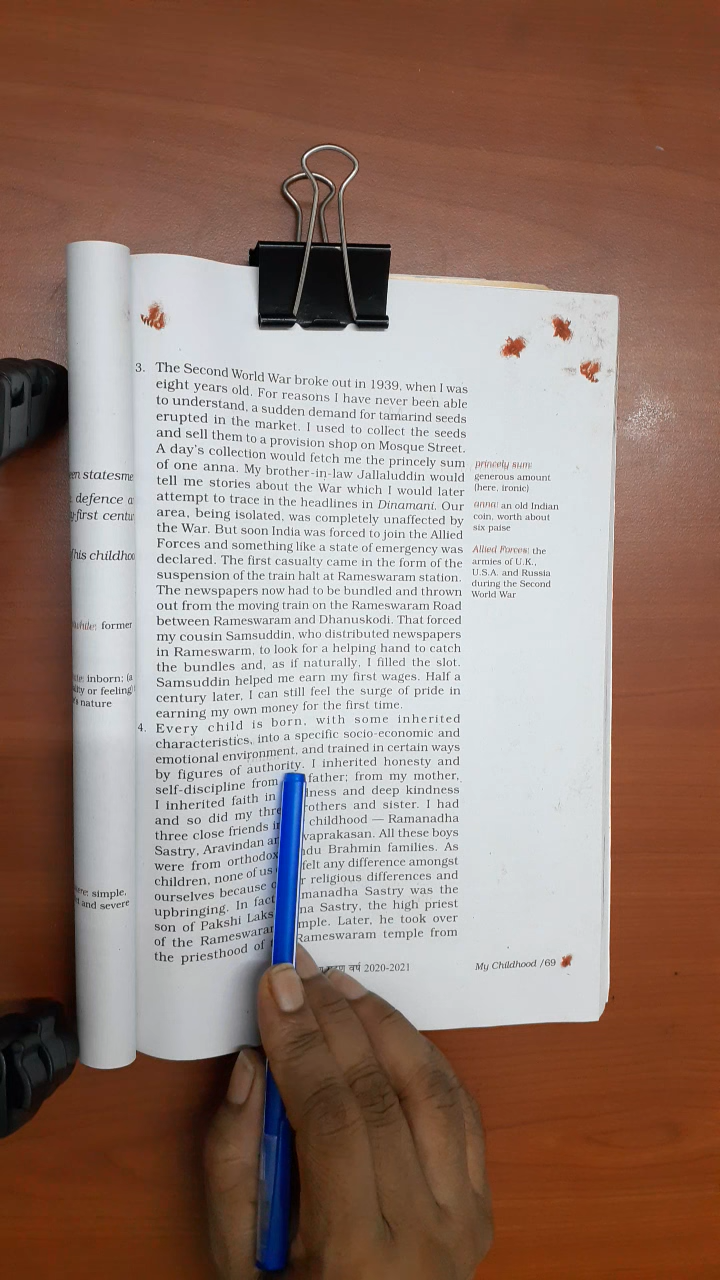 3. The Second World War broke out in 1939, when I was
eight years old. For reasons I have never been able
to understand, a sudden demand for tamarind seeds
erupted in the market. I used to collect the seeds
and sell them to a provision shop on Mosque Street.
A day's collection would fetch me the princely sum
of one anna. My brother-in-law Jallaluddin would
tell me stories about the War which I would later
attempt to trace in the headlines in Dinamani. Our
area, being isolated, was completely unaffected by
the War. But soon India was forced to join the Allied
Forces and something like a state of emergency was
declared. The first casualty came in the form of the
suspension of the train halt at Rameswaram station.
The newspapers now had to be bundled and thrown
out from the moving train on the Rameswaram Road
between Rameswaram and Dhanuskodi. That forced
my cousin Samsuddin, who distributed newspapers
in Rameswarm, to look for a helping hand to catch
the bundles and, as if naturally, I filled the slot.
Samsuddin helped me earn my first wages. Half a
century later, I can still feel the surge of pride in
earning my own money for the first time.
4. Every child is born, with some inherited
characteristics, into a specific socio-economic and
emotional environment, and trained in certain ways
by figures of authority. I inherited honesty and
self-discipline from father; from my mother,
I inherited faith in and deep kindness
and so did my and sister. I had
three close friends childhood — Ramanadha
Sastry, Aravindan All these boys
were from orthodox Brahmin families. As
children, none of us felt any difference amongst
ourselves because religious differences and
upbringing. In fact Sastry was the
son of Pakshi Sastry, the high priest
of the Later, he took over
the priesthood of Rameswaram temple from
princely sum:
generous amount
(here, ironic)
anna: an old Indian
coin, worth about
six paise
Allied Forces: the
armies of U.K.,
U.S.A. and Russia
during the Second
World War
defence
childhood
former
inborn; (a
or feeling
nature
simple,
and severe
वर्ष 2020-2021
My Childhood /69